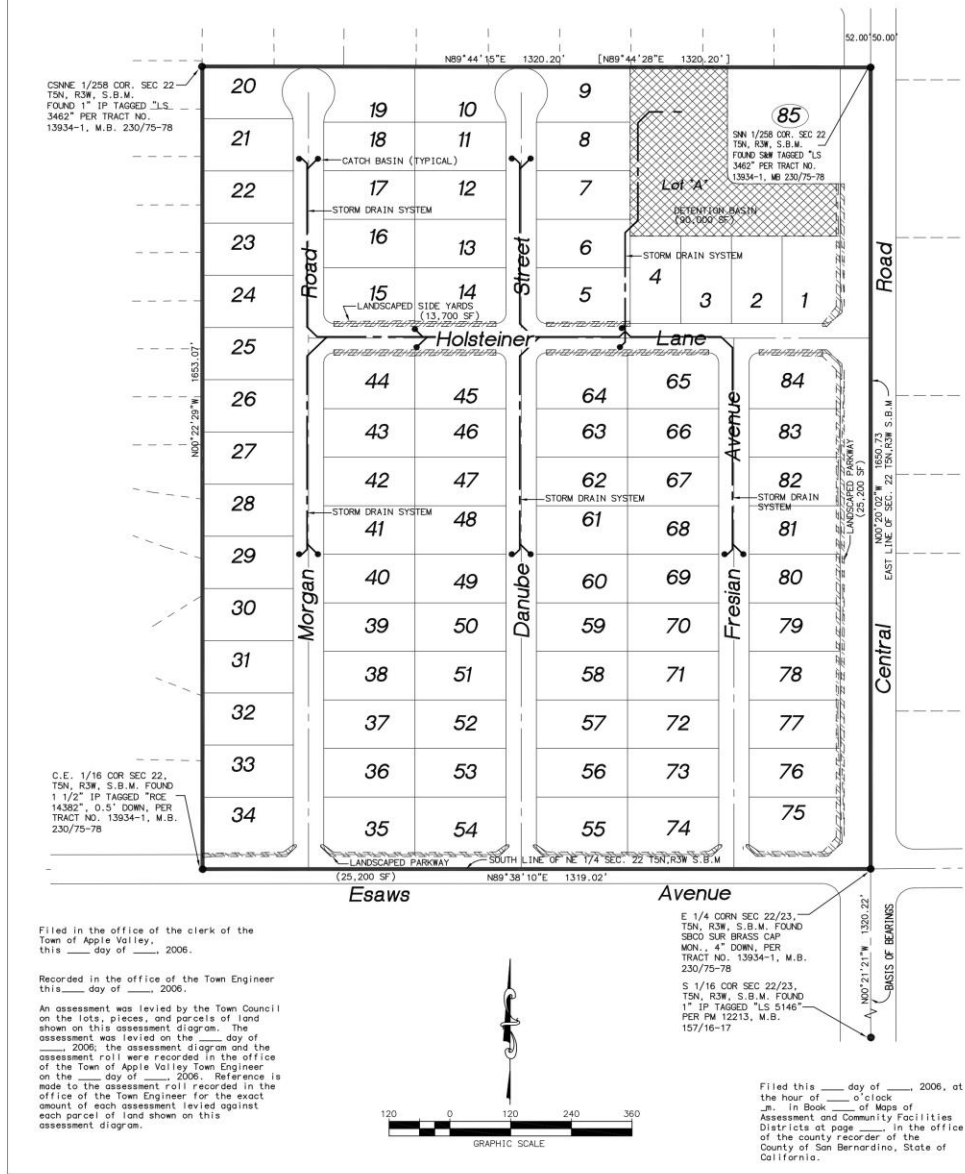 52.00'50.00'
N89°44'15"E 1320.20' [N89°44'28"E 1320.20']
CSNNE 1/258 COR. SEC 22
T5N, R3W, S.B.M.
FOUND 1" IP TAGGED "LS
3462" PER TRACT NO.
13934-1, M.B. 230/75-78
85
SNN 1/258 COR. SEC 22
T5N, R3W, S.B.M.
FOUND S&W TAGGED "LS
3462" PER TRACT NO.
13934-1, MB 230/75-78
20
19
10
9
21
18
11
8
CATCH BASIN (TYPICAL)
22
17
12
7
Lot "A"
STORM DRAIN SYSTEM
DETENTION BASIN
(90,000 SF)
23
16
13
6
STORM DRAIN SYSTEM
4
3
2
1
24
15
14
5
Road
Street
Road
LANDSCAPED SIDE YARDS
(13,700 SF)
Holsteiner Lane
25
N00°22'29"W 1653.07'
44
45
64
65
84
26
43
46
63
66
83
Avenue
27
42
47
62
67
82
28
STORM DRAIN SYSTEM
STORM DRAIN SYSTEM
STORM DRAIN
SYSTEM
41
48
61
68
81
LANDSCAPED PARKWAY
(25,200 SF)
N00°20'02"W 1650.73
EAST LINE OF SEC. 22 T5N,R3W S.B.M
29
40
49
60
69
80
Morgan
Danube
Fresian
Central
30
39
50
59
70
79
31
38
51
58
71
78
32
37
52
57
72
77
33
36
53
56
73
76
34
35
54
55
74
75
C.E. 1/16 COR SEC 22,
T5N, R3W, S.B.M. FOUND
1 1/2" IP TAGGED "RCE
14382", 0.5' DOWN, PER
TRACT NO. 13934-1, M.B.
230/75-78
LANDSCAPED PARKWAY
(25,200 SF)
SOUTH LINE OF NE 1/4 SEC. 22 T5N,R3W S.B.M
N89°38'10"E 1319.02'
Esaws Avenue
E 1/4 CORN SEC 22/23,
T5N, R3W, S.B.M. FOUND
SBCO SUR BRASS CAP
MON., 4" DOWN, PER
TRACT NO. 13934-1, M.B.
230/75-78
S 1/16 COR SEC 22/23,
T5N, R3W, S.B.M. FOUND
1" IP TAGGED "LS 5146"
PER PM 12213, M.B.
157/16-17
N00°21'21"W 1320.22'
BASIS OF BEARINGS
Filed in the office of the clerk of the
Town of Apple Valley,
this ____ day of ____, 2006.
Recorded in the office of the Town Engineer
this____ day of ____, 2006.
An assessment was levied by the Town Council
on the lots, pieces, and parcels of land
shown on this assessment diagram. The
assessment was levied on the ____ day of
____, 2006; the assessment diagram and the
assessment roll were recorded in the office
of the Town of Apple Valley Town Engineer
on the ____ day of ____, 2006. Reference is
made to the assessment roll recorded in the
office of the Town Engineer for the exact
amount of each assessment levied against
each parcel of land shown on this
assessment diagram.
120 0 120 240 360
GRAPHIC SCALE
Filed this ____ day of ____, 2006, at
the hour of ____ o'clock
_m. in Book ____ of Maps of
Assessment and Community Facilities
Districts at page ____, in the office
of the county recorder of the
County of San Bernardino, State of
California.